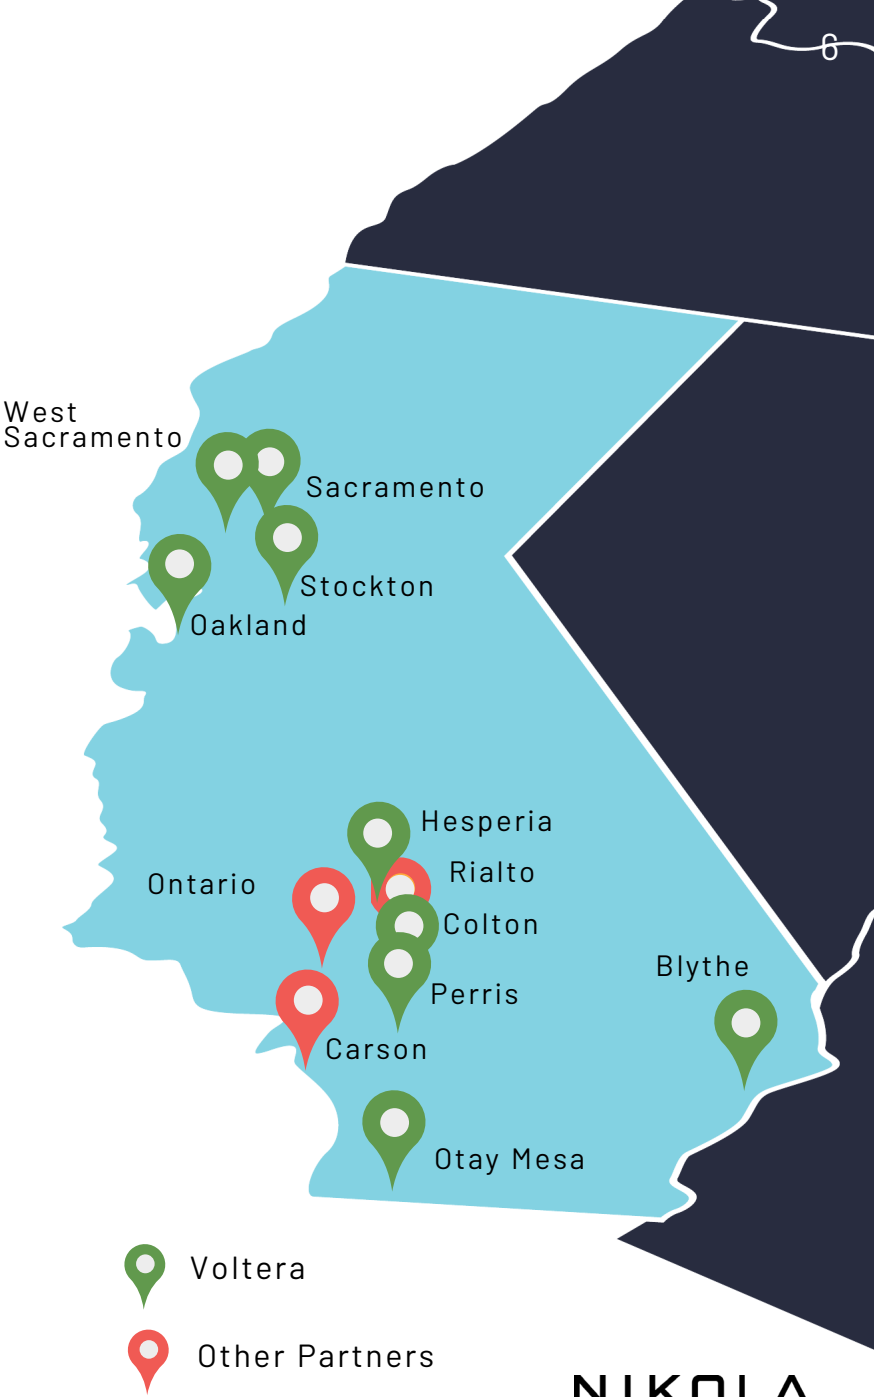 6
West
Sacramento
Sacramento
Stockton
Oakland
Hesperia
Rialto
Ontario
Colton
Blythe
Perris
Carson
Otay Mesa
Voltera
Other Partners
NIKOLA